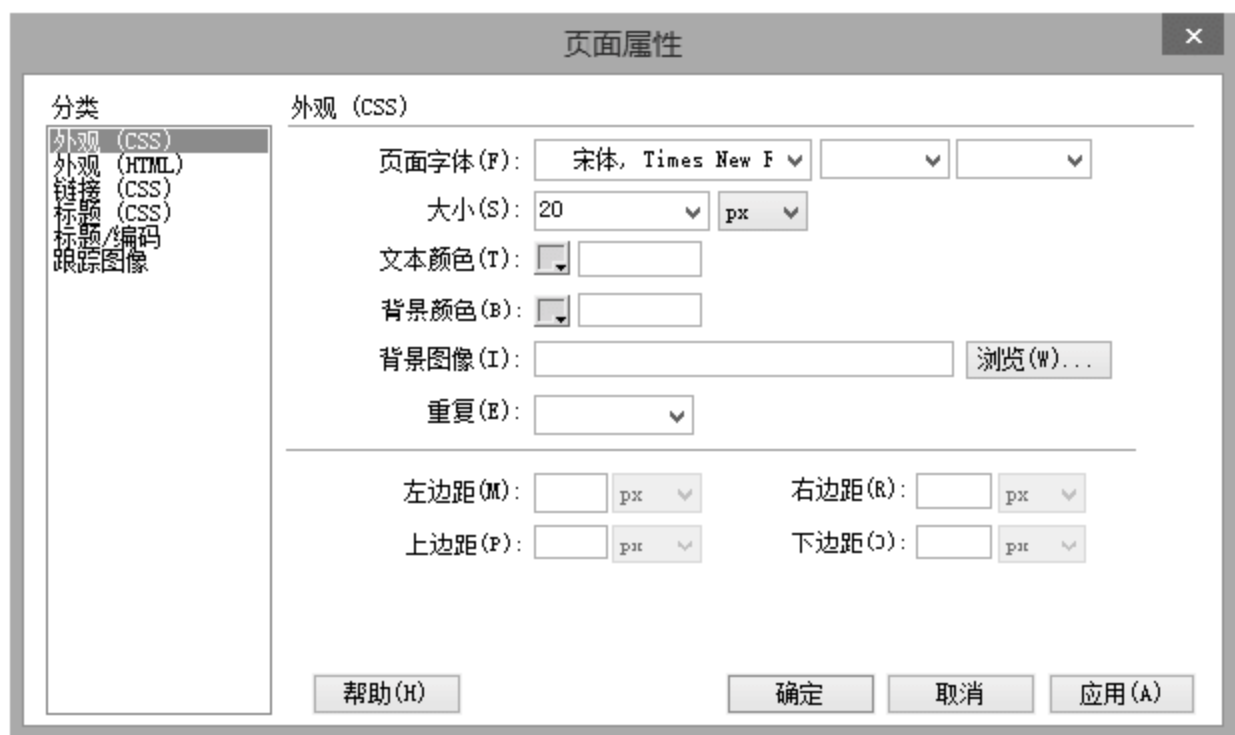 页面属性
分类
外观 (CSS)
外观 (HTML)
链接 (CSS)
标题 (CSS)
标题/编码
跟踪图像
外观 (CSS)
页面字体(F): 宋体, Times New F
大小(S): 20 px
文本颜色(T):
背景颜色(B):
背景图像(I): 浏览(W)...
重复(E):
左边距(M): px 右边距(R): px
上边距(P): px 下边距(O): px
帮助(H) 确定 取消 应用(A)